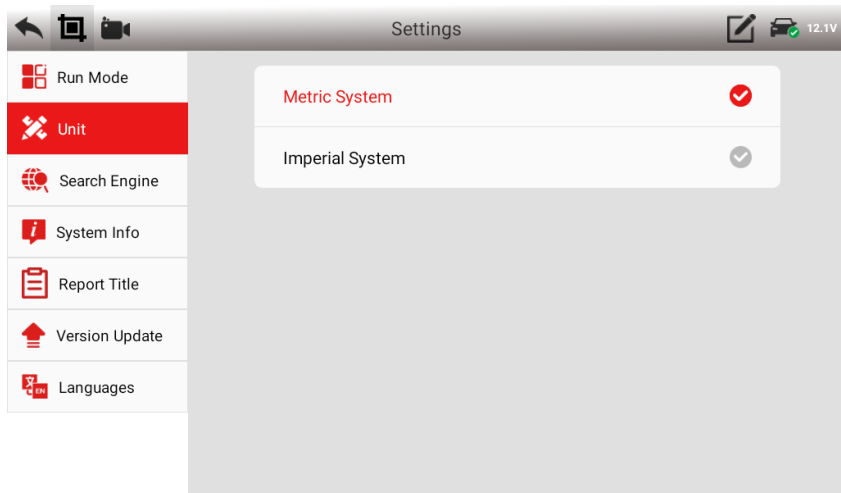 Settings
12.1V
Run Mode
Unit
Search Engine
System Info
Report Title
Version Update
Languages
Metric System
Imperial System